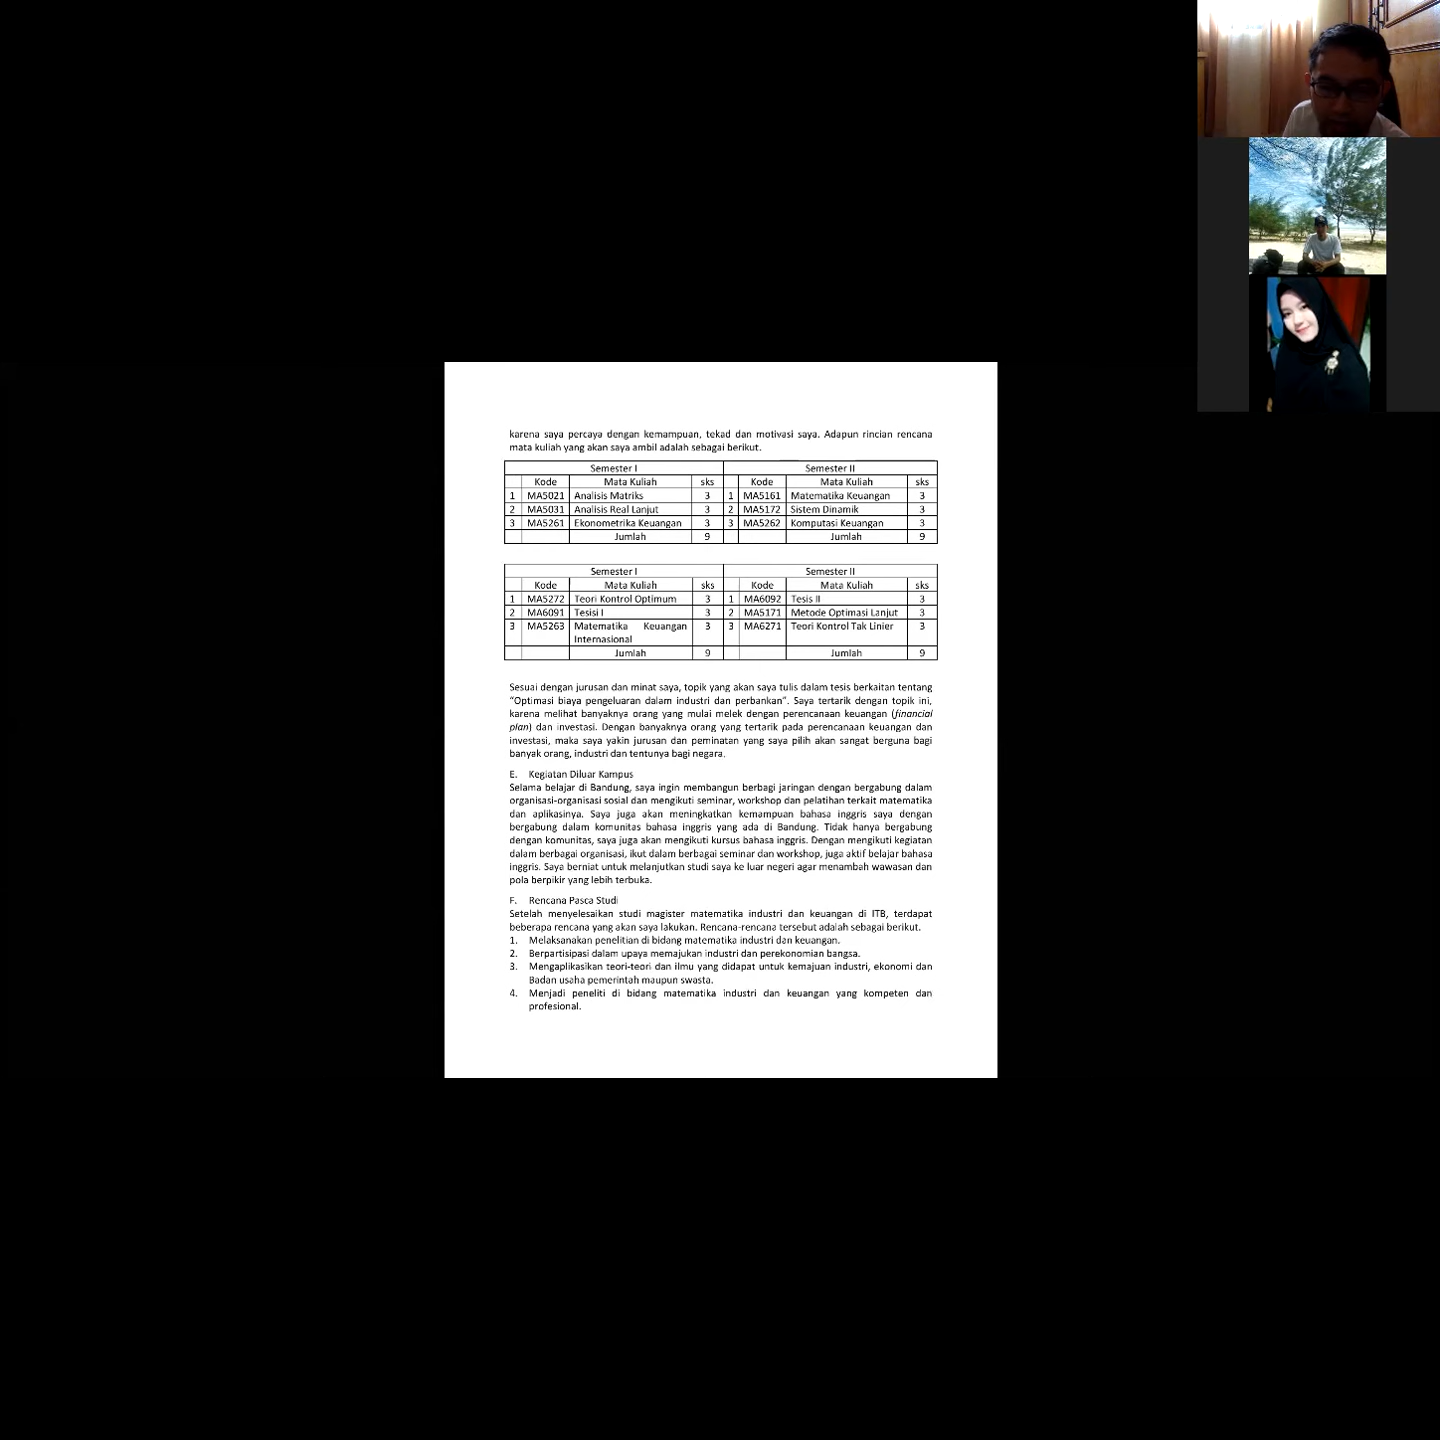 karena saya percaya dengan kemampuan, tekad dan motivasi saya. Adapun rincian rencana
mata kuliah yang akan saya ambil adalah sebagai berikut.
Semester I Semester II
Kode Mata Kuliah sks Kode Mata Kuliah sks
1 MA5021 Analisis Matriks 3 1 MA5161 Matematika Keuangan 3
2 MA5031 Analisis Real Lanjut 3 2 MA5172 Sistem Dinamik 3
3 MA5261 Ekonometrika Keuangan 3 3 MA5262 Komputasi Keuangan 3
Jumlah 9 Jumlah 9
Semester I Semester II
Kode Mata Kuliah sks Kode Mata Kuliah sks
1 MA5272 Teori Kontrol Optimum 3 1 MA6092 Tesis II 3
2 MA6091 Tesisi I 3 2 MA5171 Metode Optimasi Lanjut 3
3 MA5263 Matematika Keuangan 3 3 MA6271 Teori Kontrol Tak Linier 3
Internasional
Jumlah 9 Jumlah 9
Sesuai dengan jurusan dan minat saya, topik yang akan saya tulis dalam tesis berkaitan tentang
“Optimasi biaya pengeluaran dalam industri dan perbankan”. Saya tertarik dengan topik ini,
karena melihat banyaknya orang yang mulai melek dengan perencanaan keuangan (financial
plan) dan investasi. Dengan banyaknya orang yang tertarik pada perencanaan keuangan dan
investasi, maka saya yakin jurusan dan peminatan yang saya pilih akan sangat berguna bagi
banyak orang, industri dan tentunya bagi negara.
E. Kegiatan Diluar Kampus
Selama belajar di Bandung, saya ingin membangun berbagi jaringan dengan bergabung dalam
organisasi-organisasi sosial dan mengikuti seminar, workshop dan pelatihan terkait matematika
dan aplikasinya. Saya juga akan meningkatkan kemampuan bahasa inggris saya dengan
bergabung dalam komunitas bahasa inggris yang ada di Bandung. Tidak hanya bergabung
dengan komunitas, saya juga akan mengikuti kursus bahasa inggris. Dengan mengikuti kegiatan
dalam berbagai organisasi, ikut dalam berbagai seminar dan workshop, juga aktif belajar bahasa
inggris. Saya berniat untuk melanjutkan studi saya ke luar negeri agar menambah wawasan dan
pola berpikir yang lebih terbuka.
F. Rencana Pasca Studi
Setelah menyelesaikan studi magister matematika industri dan keuangan di ITB, terdapat
beberapa rencana yang akan saya lakukan. Rencana-rencana tersebut adalah sebagai berikut.
1. Melaksanakan penelitian di bidang matematika industri dan keuangan.
2. Berpartisipasi dalam upaya memajukan industri dan perekonomian bangsa.
3. Mengaplikasikan teori-teori dan ilmu yang didapat untuk kemajuan industri, ekonomi dan
Badan usaha pemerintah maupun swasta.
4. Menjadi peneliti di bidang matematika industri dan keuangan yang kompeten dan
profesional.